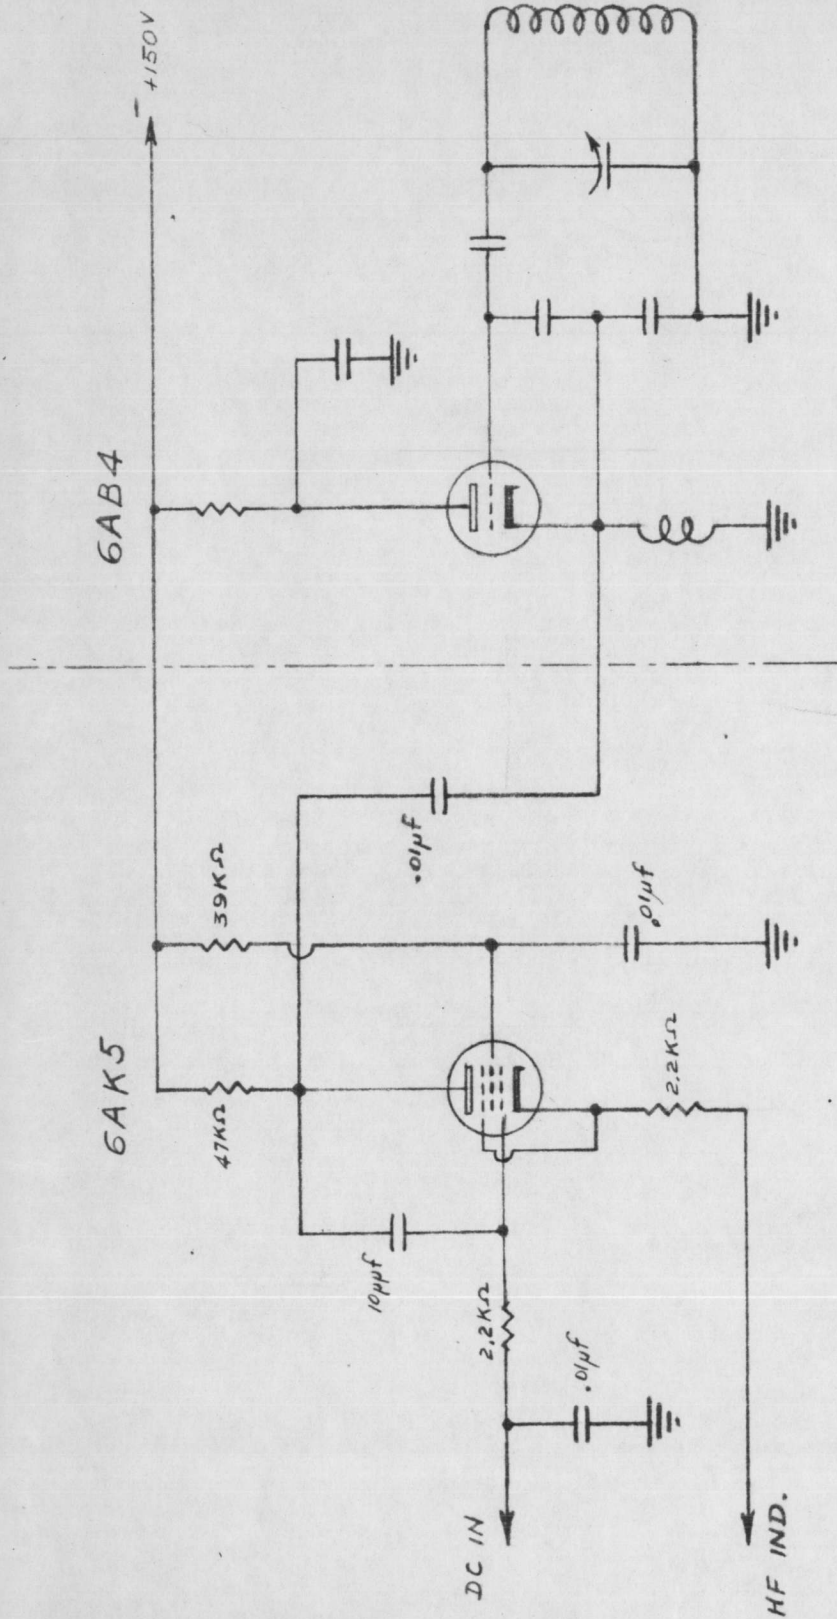 +150V
6AB4
6AK5
39KΩ
47KΩ
.01µf
.01µf
2.2KΩ
10µµf
2.2KΩ
.01µf
DC IN
HF IND.